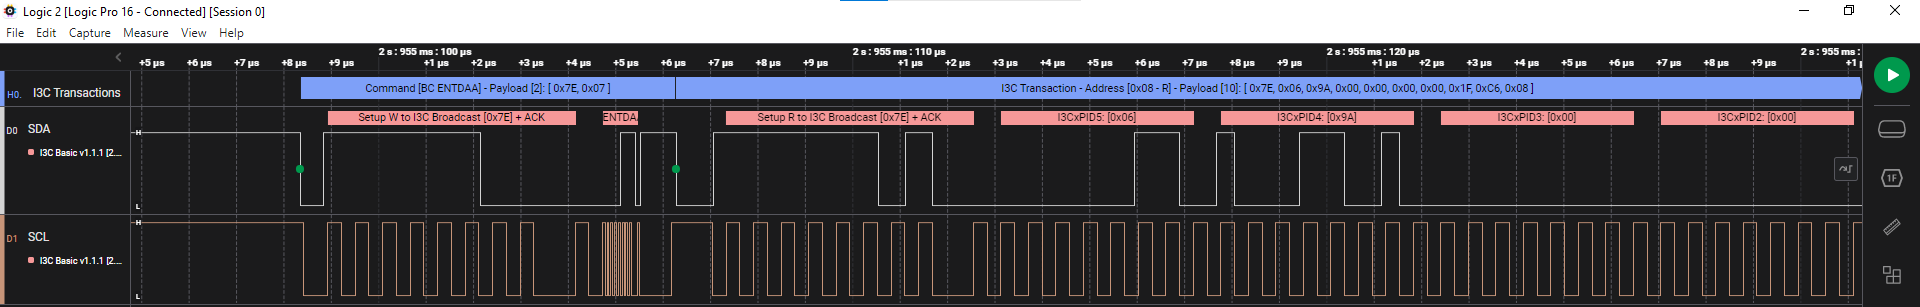 Logic 2 [Logic Pro 16 - Connected] [Session 0]
File Edit Capture Measure View Help
2 s : 955 ms : 100 µs 2 s : 955 ms : 110 µs 2 s : 955 ms : 120 µs 2 s : 955 ms :
+5 µs +6 µs +7 µs +8 µs +9 µs +1 µs +2 µs +3 µs +4 µs +5 µs +6 µs +7 µs +8 µs +9 µs +1 µs +2 µs +3 µs +4 µs +5 µs +6 µs +7 µs +8 µs +9 µs +1 µs +2 µs +3 µs +4 µs +5 µs +6 µs +7 µs +8 µs +9 µs +1 µ
H0. I3C Transactions Command [BC ENTDAA] - Payload [2]: [ 0x7E, 0x07 ] I3C Transaction - Address [0x08 - R] - Payload [10]: [ 0x7E, 0x06, 0x9A, 0x00, 0x00, 0x00, 0x00, 0x1F, 0xC6, 0x08 ]
Setup W to I3C Broadcast [0x7E] + ACK ENTDA Setup R to I3C Broadcast [0x7E] + ACK I3CxPID5: [0x06] I3CxPID4: [0x9A] I3CxPID3: [0x00] I3CxPID2: [0x00]
D0 SDA H
I3C Basic v1.1.1 [2....
L
1F
D1 SCL H
I3C Basic v1.1.1 [2....
L